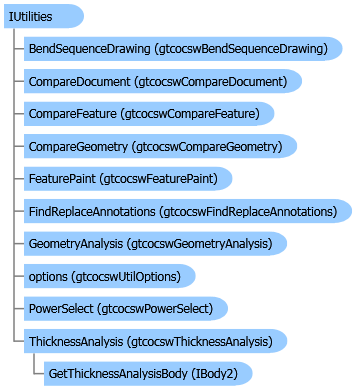 IUtilities
BendSequenceDrawing (gtcocswBendSequenceDrawing)
CompareDocument (gtcocswCompareDocument)
CompareFeature (gtcocswCompareFeature)
CompareGeometry (gtcocswCompareGeometry)
FeaturePaint (gtcocswFeaturePaint)
FindReplaceAnnotations (gtcocswFindReplaceAnnotations)
GeometryAnalysis (gtcocswGeometryAnalysis)
options (gtcocswUtilOptions)
PowerSelect (gtcocswPowerSelect)
ThicknessAnalysis (gtcocswThicknessAnalysis)
GetThicknessAnalysisBody (IBody2)